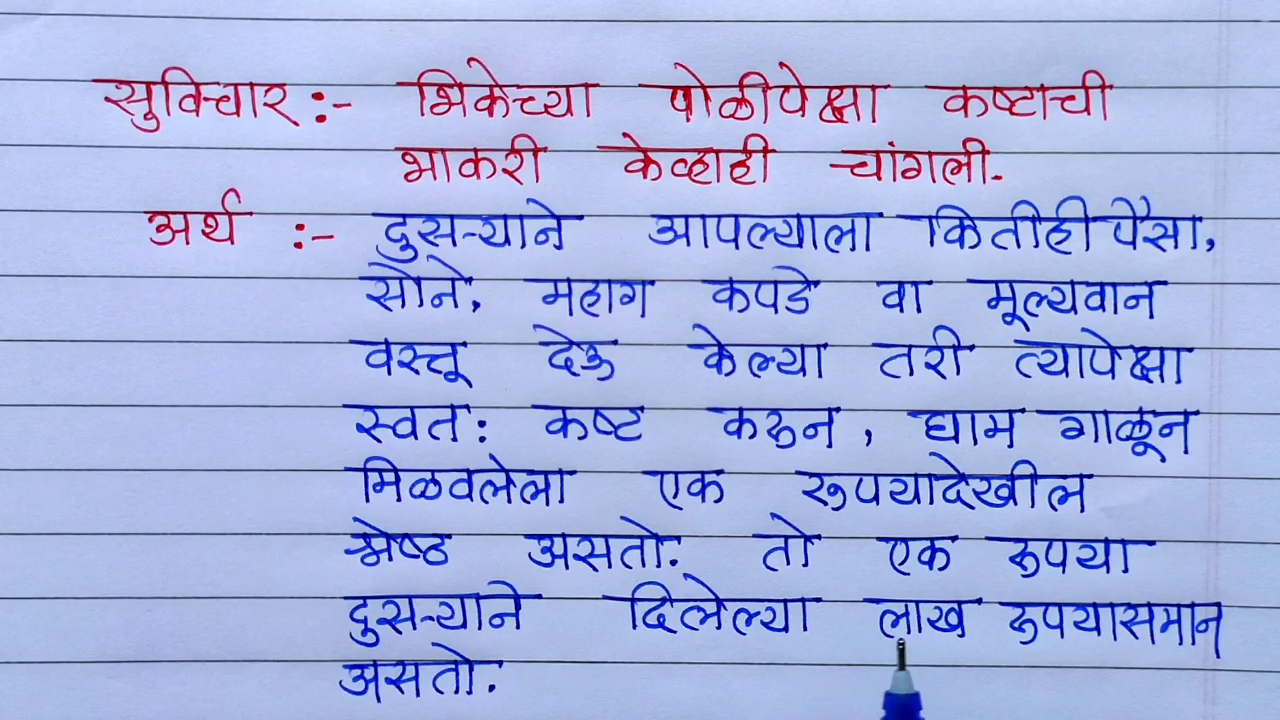 सुविचार :- भिकेच्या पोळीपेक्षा कष्टाची
भाकरी केव्हाही चांगली.
अर्थ :- दुसऱ्याने आपल्याला कितीही पैसा,
सोने, महाग कपडे वा मूल्यवान
वस्तू देऊ केल्या तरी त्यापेक्षा
स्वतः कष्ट करून, घाम गाळून
मिळवलेला एक रुपयादेखील
श्रेष्ठ असतो. तो एक रुपया
दुसऱ्याने दिलेल्या लाख रुपयासमान
असतो.